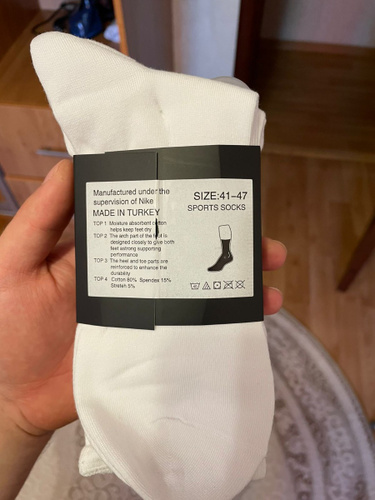 Manufactured under the
supervision of Nike
MADE IN TURKEY
TOP 1 Moisture absorbent cotton
helps keep feet dry
TOP 2 The arch part of the foot is
designed closely to give both
feet strong supporting
performance
TOP 3 The heel and toe parts are
reinforced to enhance the
durability
TOP 4 Cotton 80% Spendex 15%
Stretch 5%
SIZE:41-47
SPORTS SOCKS